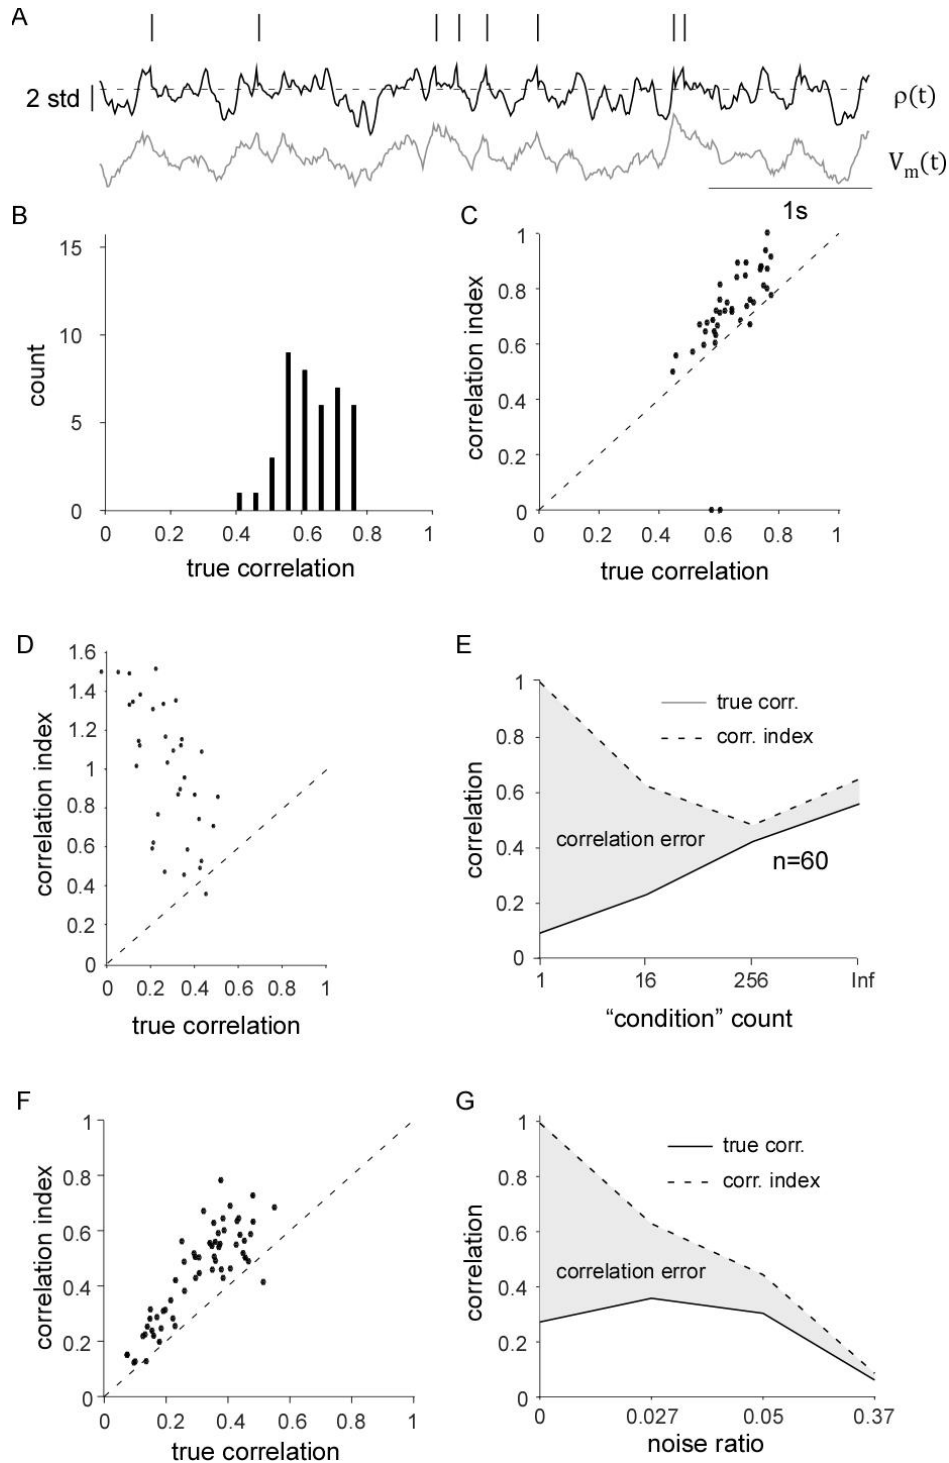 A
2 std
ρ(t)
Vm(t)
1s
B
15
10
5
0
count
0 0.2 0.4 0.6 0.8 1
true correlation
C
1
0.8
0.6
0.4
0.2
0
correlation index
0 0.2 0.4 0.6 0.8 1
true correlation
D
1.6
1.4
1.2
1
0.8
0.6
0.4
0.2
0
correlation index
0 0.2 0.4 0.6 0.8 1
true correlation
E
1
0.8
0.6
0.4
0.2
0
correlation
true corr.
corr. index
correlation error
n=60
1 16 256 Inf
“condition” count
F
1
0.8
0.6
0.4
0.2
0
correlation index
0 0.2 0.4 0.6 0.8 1
true correlation
G
1
0.8
0.6
0.4
0.2
0
correlation
true corr.
corr. index
correlation error
0 0.027 0.05 0.37
noise ratio